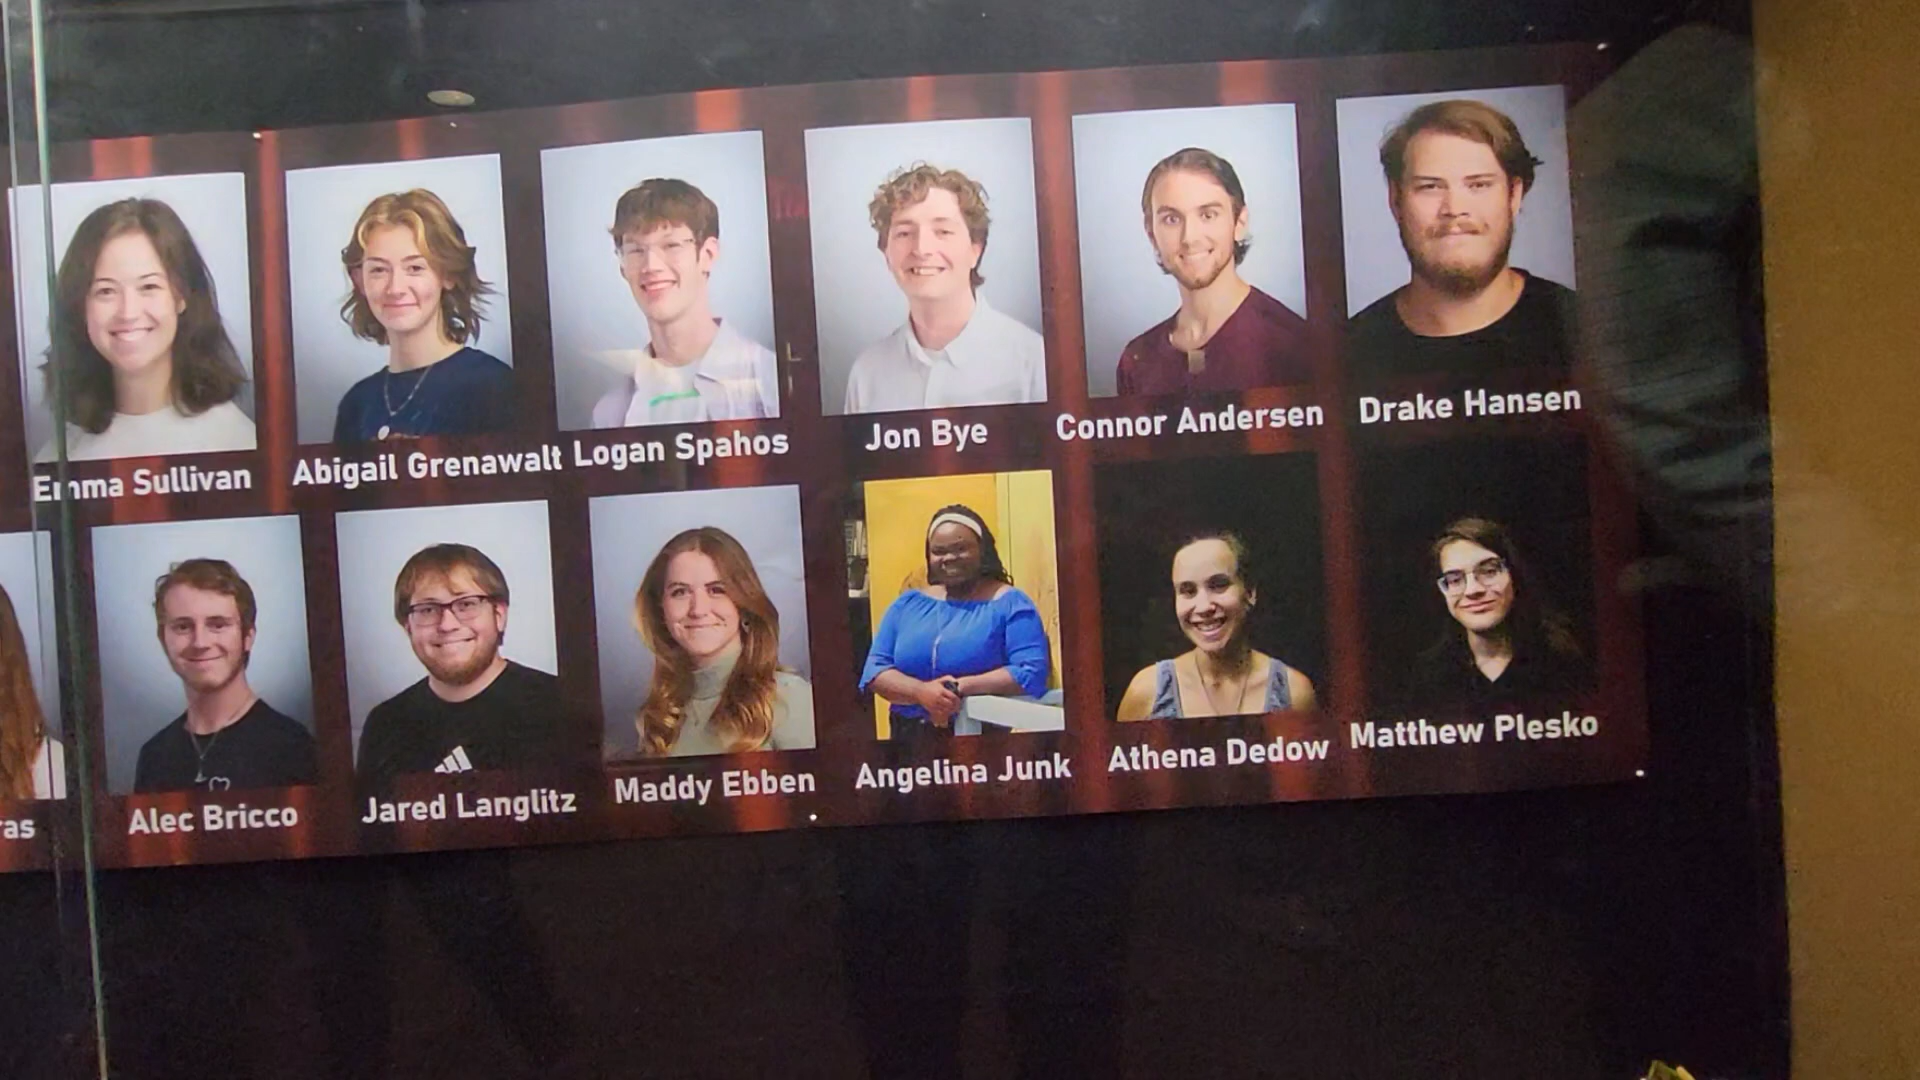 Emma Sullivan
Abigail Grenawalt
Logan Spahos
Jon Bye
Connor Andersen
Drake Hansen
ras
Alec Bricco
Jared Langlitz
Maddy Ebben
Angelina Junk
Athena Dedow
Matthew Plesko